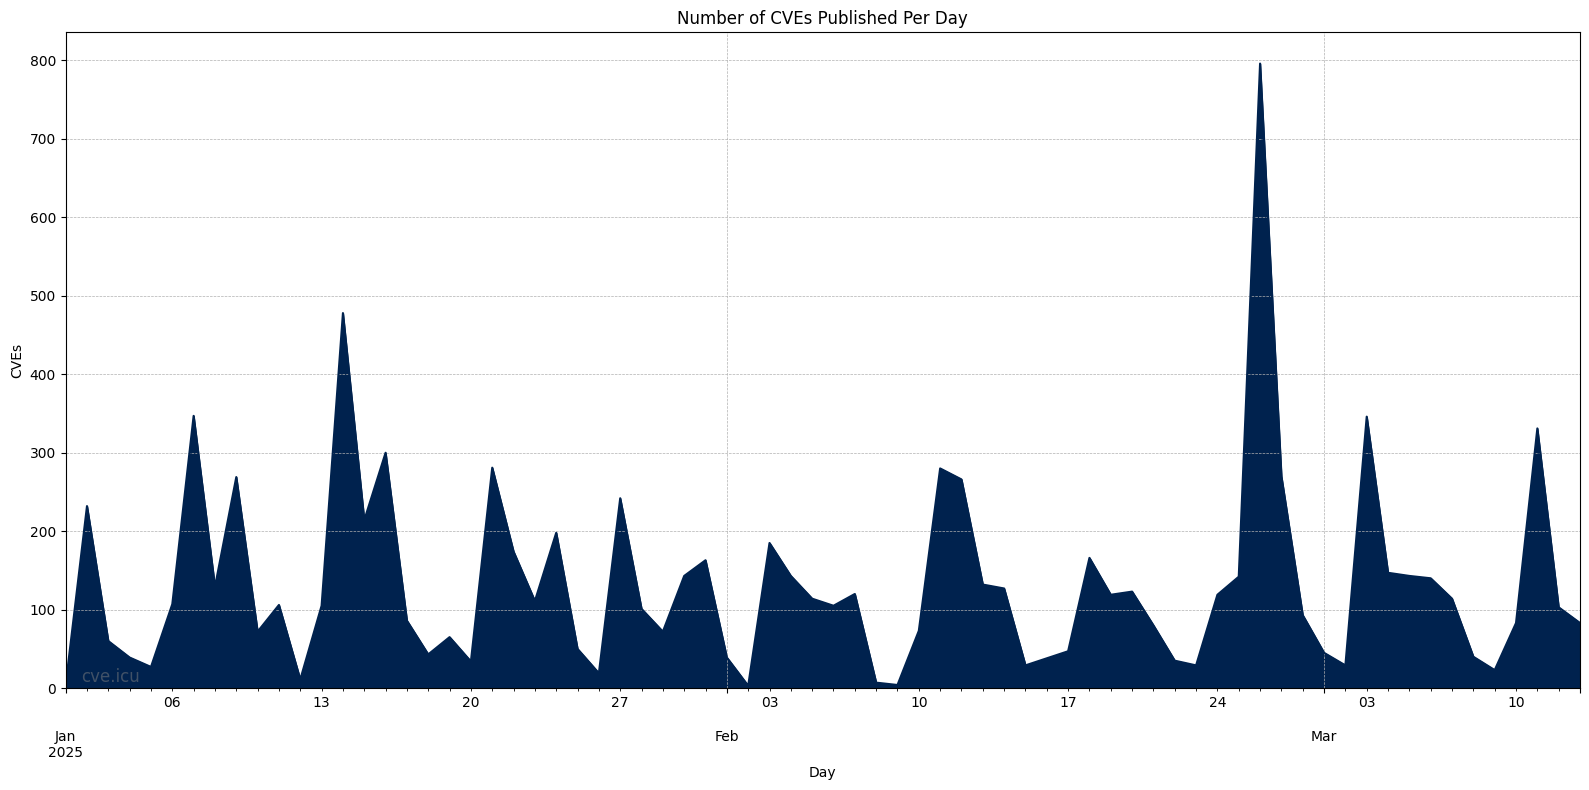 Number of CVEs Published Per Day
800
700
600
500
400
300
200
100
0
CVEs
cve.icu
06 13 20 27 03 10 17 24 03 10
Jan Feb Mar
2025
Day